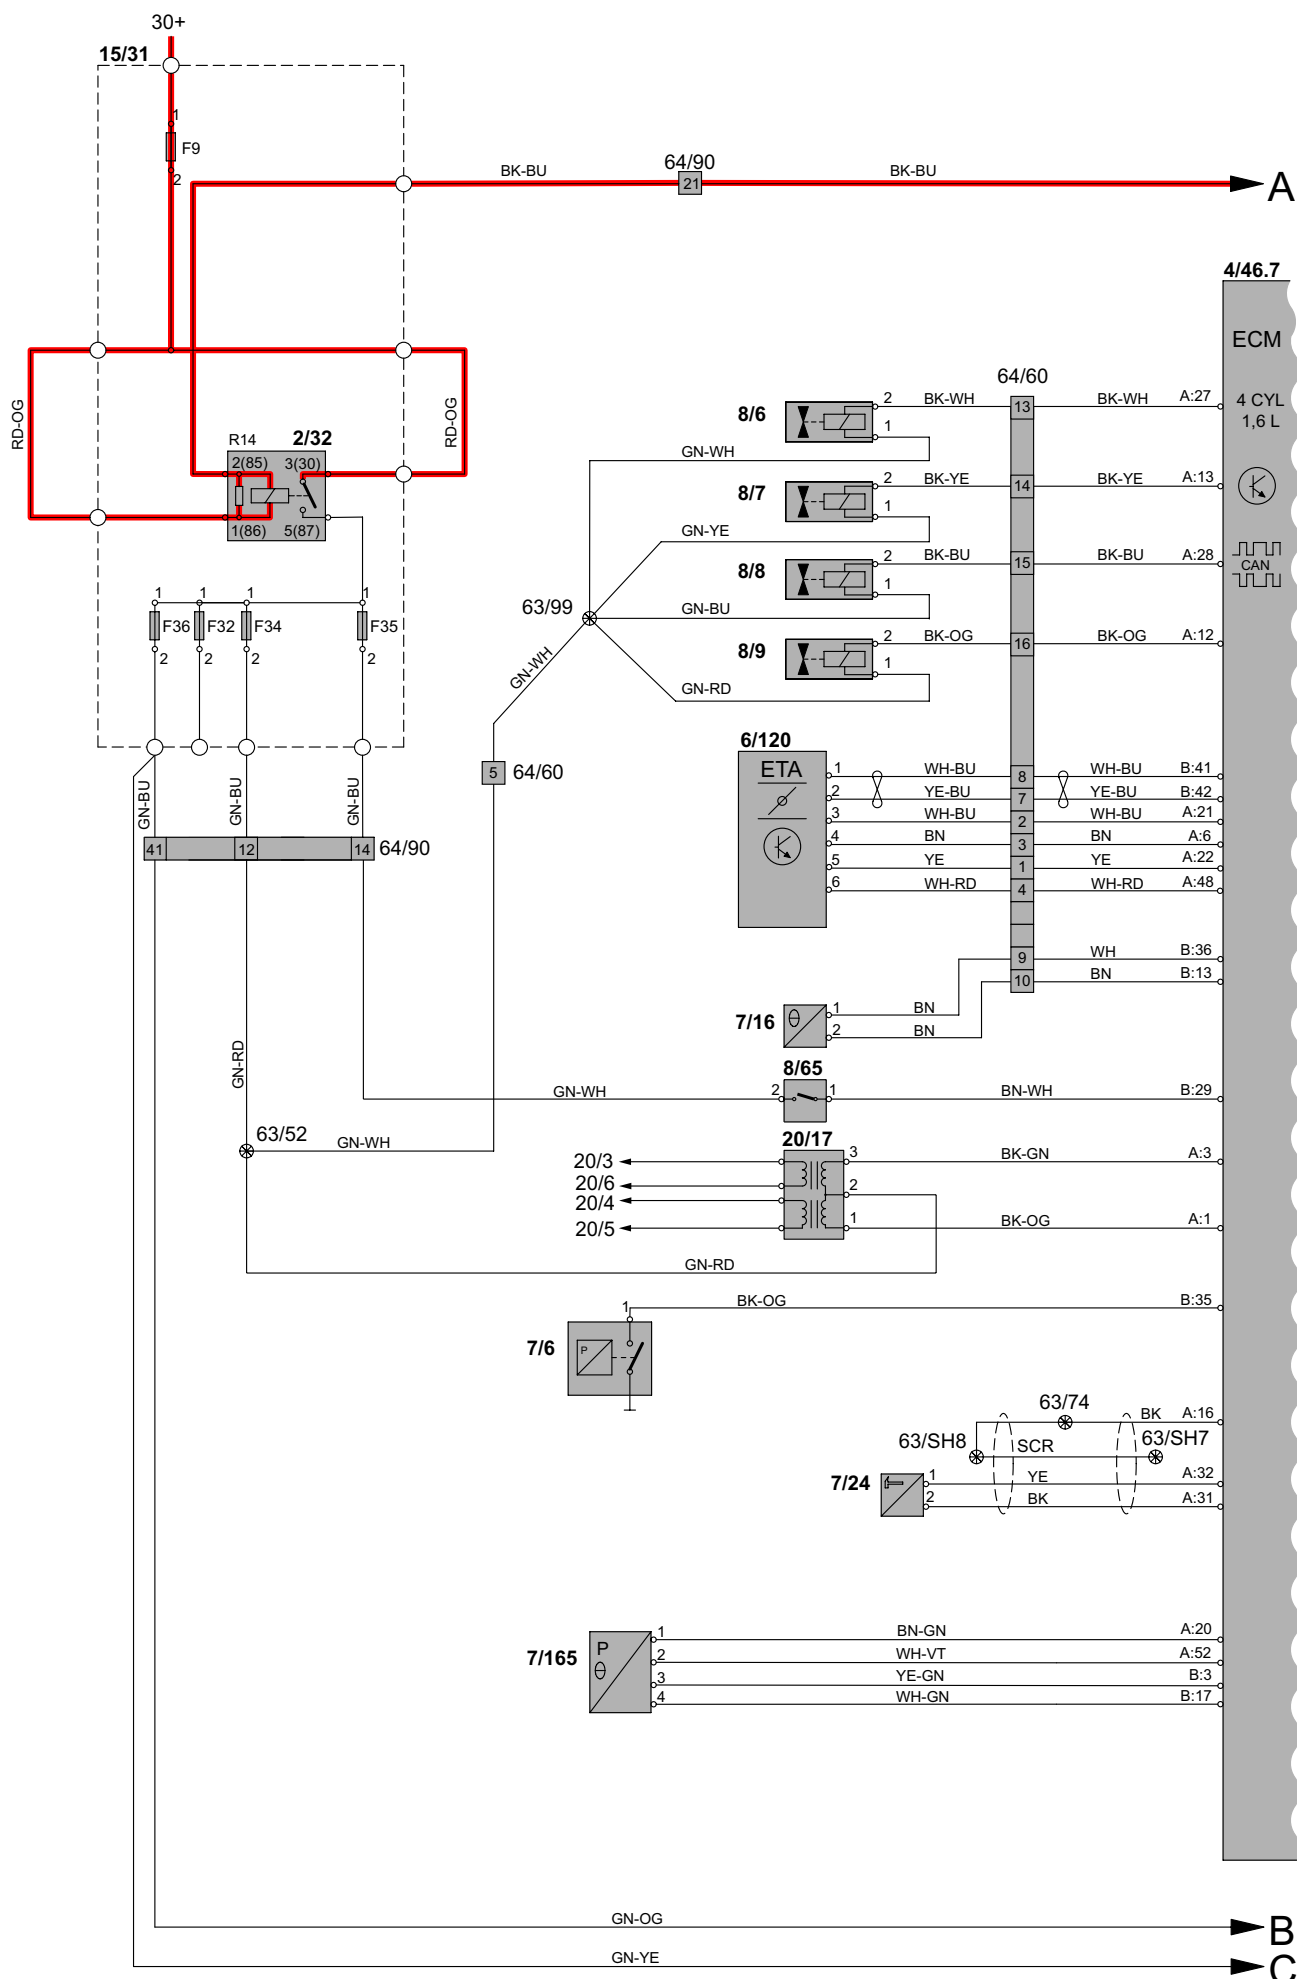 30+
15/31
1
F9
2
BK-BU
64/90
21
BK-BU
A
4/46.7
ECM
4 CYL
1,6 L
CAN
RD-OG
RD-OG
R14
2/32
2(85)
3(30)
1(86)
5(87)
1
1
1
1
F36
F32
F34
F35
2
2
2
2
GN-BU
GN-BU
GN-BU
41
12
14
64/90
64/60
8/6
2
BK-WH
13
BK-WH
A:27
1
GN-WH
8/7
2
BK-YE
14
BK-YE
A:13
1
GN-YE
8/8
2
BK-BU
15
BK-BU
A:28
1
GN-BU
63/99
8/9
2
BK-OG
16
BK-OG
A:12
1
GN-RD
GN-WH
5
64/60
6/120
ETA
1
WH-BU
8
WH-BU
B:41
2
YE-BU
7
YE-BU
B:42
3
WH-BU
2
WH-BU
A:21
4
BN
3
BN
A:6
5
YE
1
YE
A:22
6
WH-RD
4
WH-RD
A:48
9
WH
B:36
10
BN
B:13
7/16
θ
1
BN
2
BN
GN-RD
8/65
GN-WH
2
1
BN-WH
B:29
63/52
GN-WH
20/17
20/3
20/6
20/4
20/5
3
BK-GN
A:3
2
1
BK-OG
A:1
GN-RD
1
BK-OG
B:35
7/6
P
63/74
BK
A:16
63/SH8
SCR
63/SH7
7/24
1
YE
A:32
2
BK
A:31
7/165
P
θ
1
BN-GN
A:20
2
WH-VT
A:52
3
YE-GN
B:3
4
WH-GN
B:17
GN-OG
B
GN-YE
C